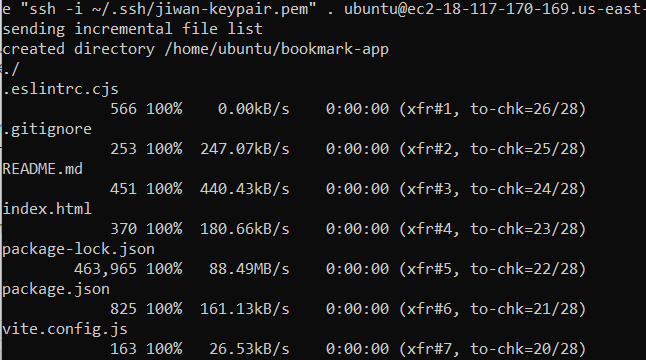 e "ssh -i ~/.ssh/jiwan-keypair.pem" . ubuntu@ec2-18-117-170-169.us-east-
sending incremental file list
created directory /home/ubuntu/bookmark-app
./
.eslintrc.cjs
566 100% 0.00kB/s 0:00:00 (xfr#1, to-chk=26/28)
.gitignore
253 100% 247.07kB/s 0:00:00 (xfr#2, to-chk=25/28)
README.md
451 100% 440.43kB/s 0:00:00 (xfr#3, to-chk=24/28)
index.html
370 100% 180.66kB/s 0:00:00 (xfr#4, to-chk=23/28)
package-lock.json
463,965 100% 88.49MB/s 0:00:00 (xfr#5, to-chk=22/28)
package.json
825 100% 161.13kB/s 0:00:00 (xfr#6, to-chk=21/28)
vite.config.js
163 100% 26.53kB/s 0:00:00 (xfr#7, to-chk=20/28)